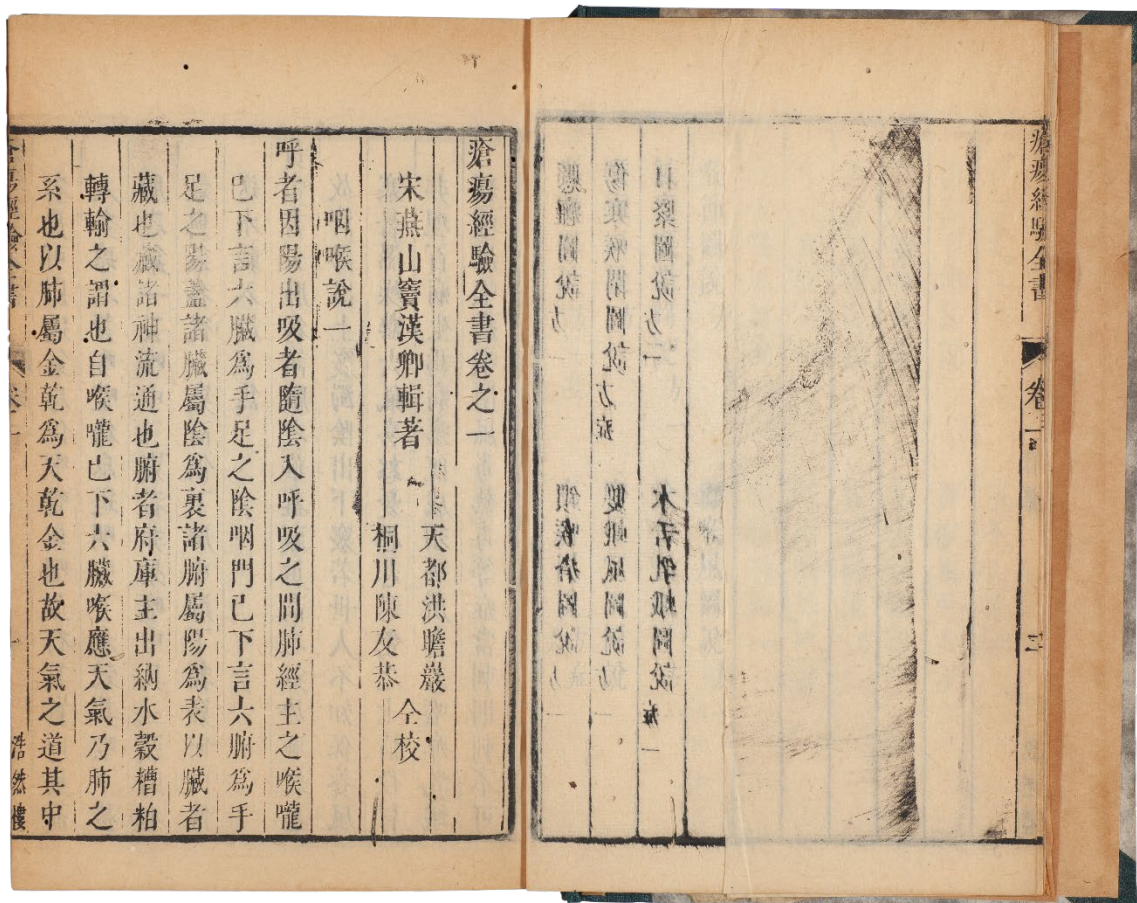 瘡瘍經驗全書
卷
三
瘡瘍經驗全書卷之一
宋燕山竇漢卿輯著
天都洪瞻巖
桐川陳友恭
仝校
咽喉說一
呼者因陽出吸者隨陰入呼吸之間肺經主之喉嚨
已下言六臟爲手足之陰咽門已下言六腑爲手
足之陽蓋諸臟屬陰爲裏諸腑屬陽爲表以臟者
藏也藏諸神流通也腑者府庫主出納水穀糟粕
轉輸之謂也自喉嚨已下六臟喉應天氣乃肺之
系也以肺屬金乾爲天乾金也故天氣之道其中
浩然樓